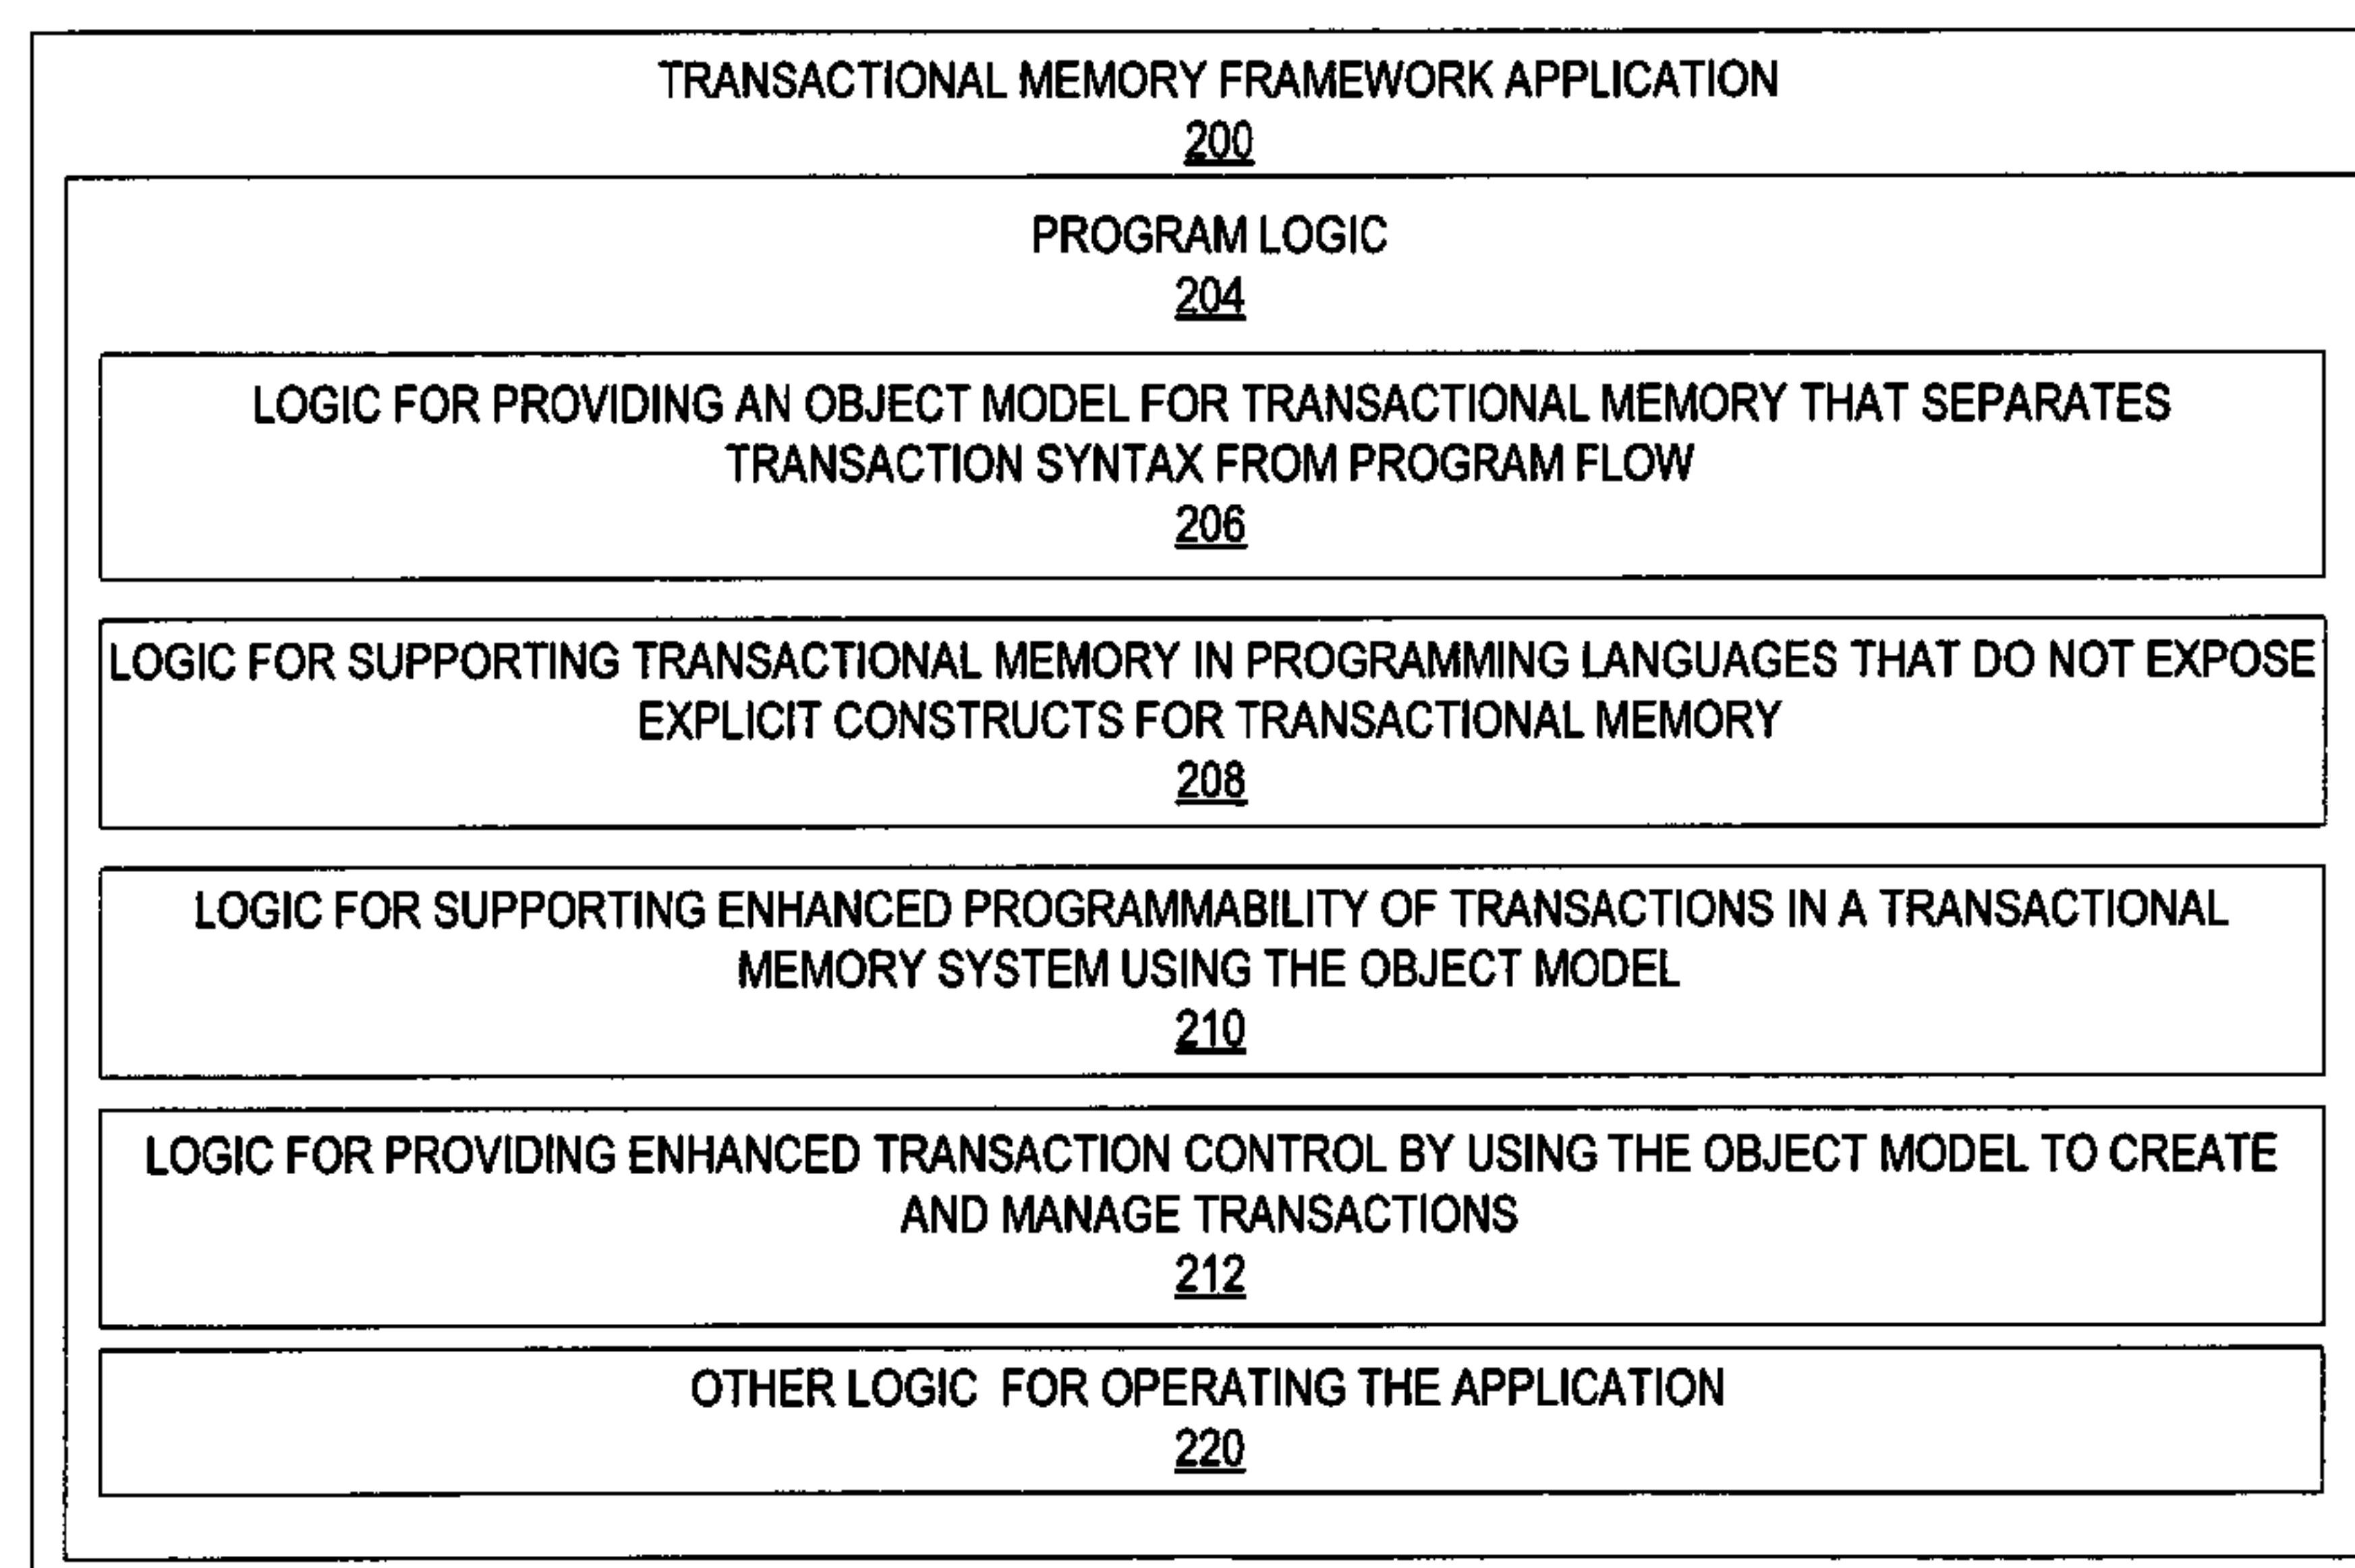 TRANSACTIONAL MEMORY FRAMEWORK APPLICATION
200
PROGRAM LOGIC
204
LOGIC FOR PROVIDING AN OBJECT MODEL FOR TRANSACTIONAL MEMORY THAT SEPARATES
TRANSACTION SYNTAX FROM PROGRAM FLOW
206
LOGIC FOR SUPPORTING TRANSACTIONAL MEMORY IN PROGRAMMING LANGUAGES THAT DO NOT EXPOSE
EXPLICIT CONSTRUCTS FOR TRANSACTIONAL MEMORY
208
LOGIC FOR SUPPORTING ENHANCED PROGRAMMABILITY OF TRANSACTIONS IN A TRANSACTIONAL
MEMORY SYSTEM USING THE OBJECT MODEL
210
LOGIC FOR PROVIDING ENHANCED TRANSACTION CONTROL BY USING THE OBJECT MODEL TO CREATE
AND MANAGE TRANSACTIONS
212
OTHER LOGIC FOR OPERATING THE APPLICATION
220